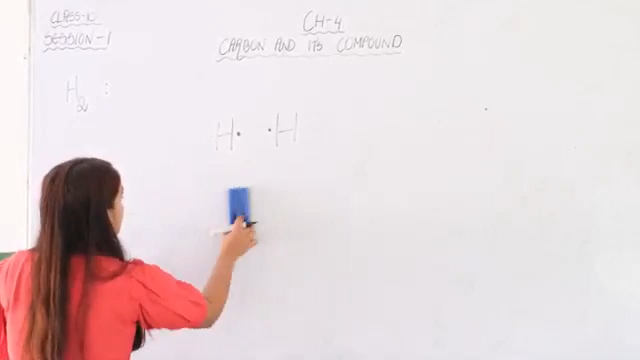 CLASS-10
SESSION-1
CH-4
CARBON AND ITS COMPOUND
H2 :
H• •H